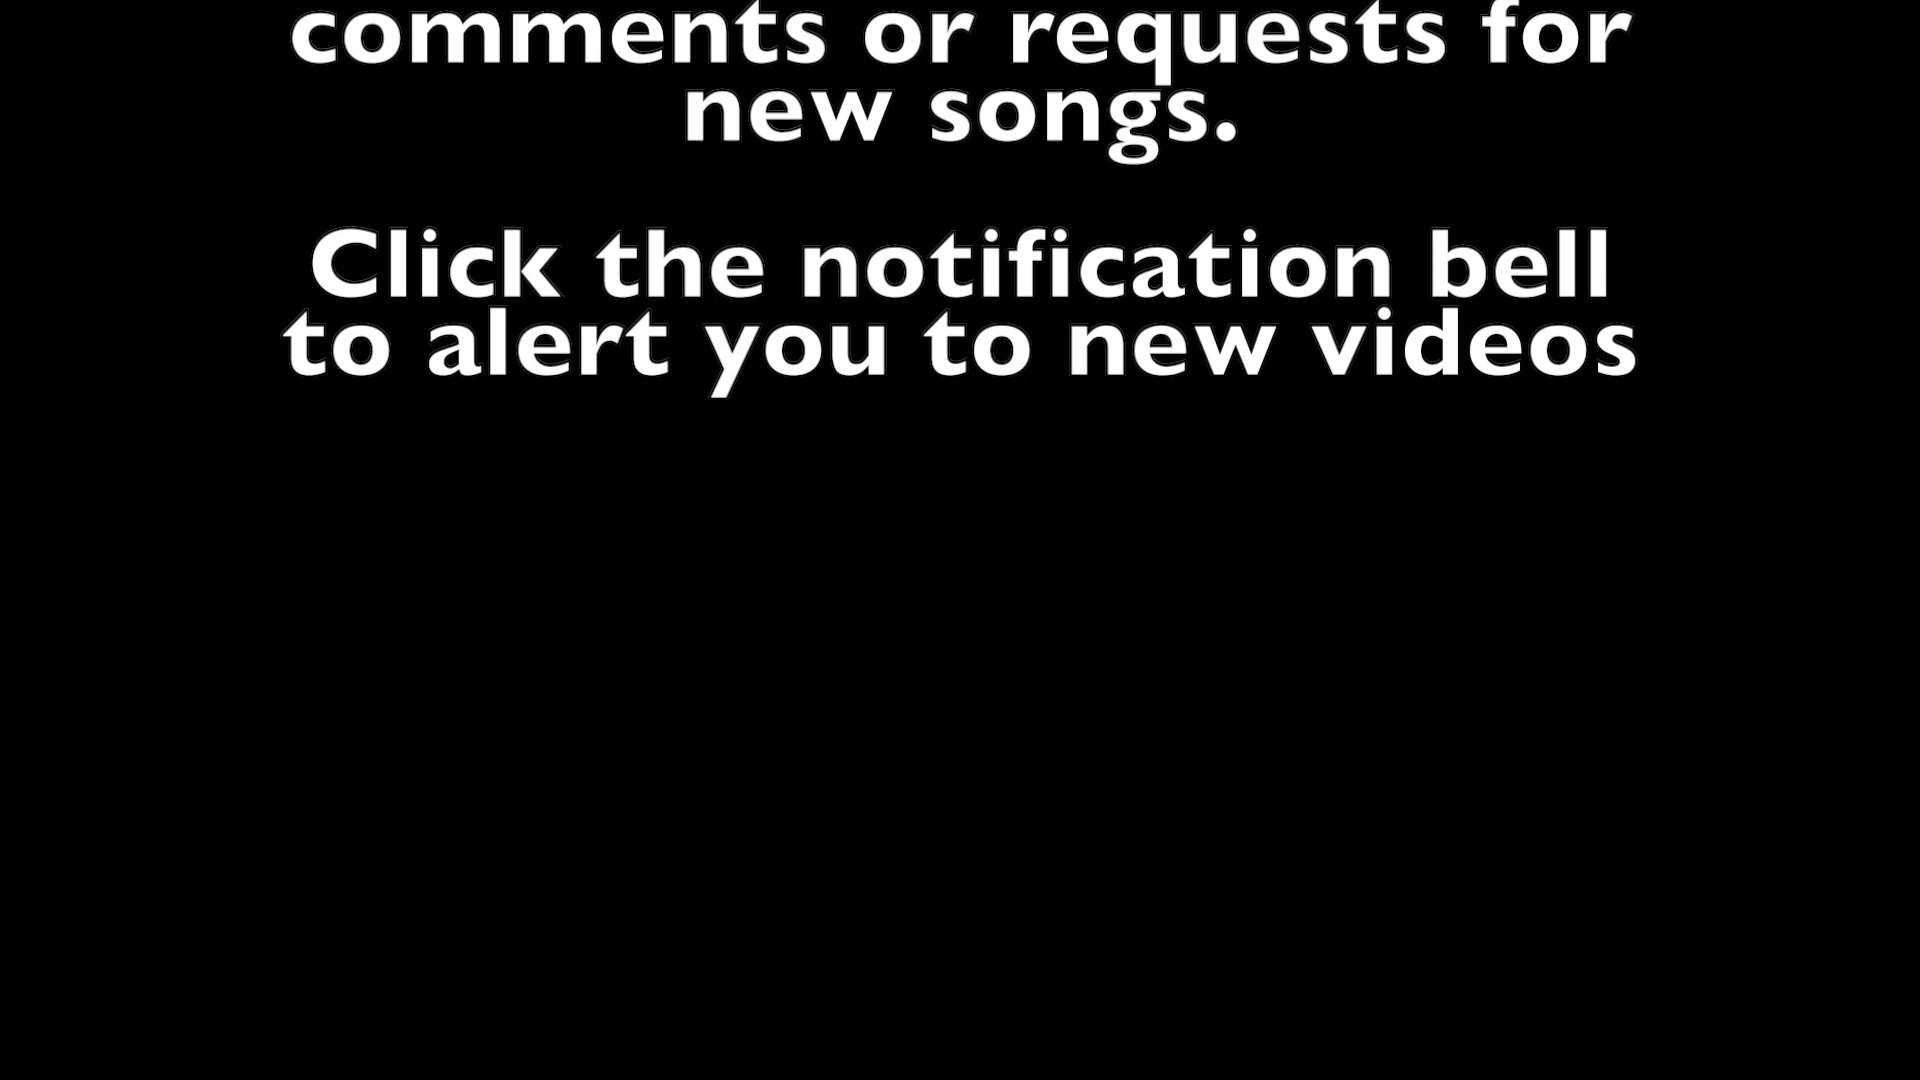 comments or requests for
new songs.
Click the notification bell
to alert you to new videos